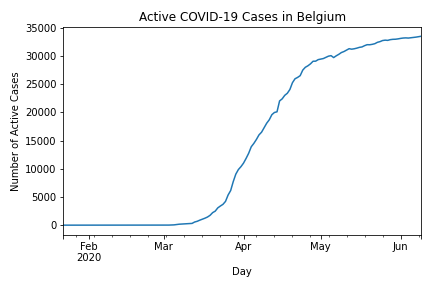 Active COVID-19 Cases in Belgium
35000
30000
25000
20000
15000
10000
5000
0
Number of Active Cases
Feb Mar Apr May Jun
2020
Day